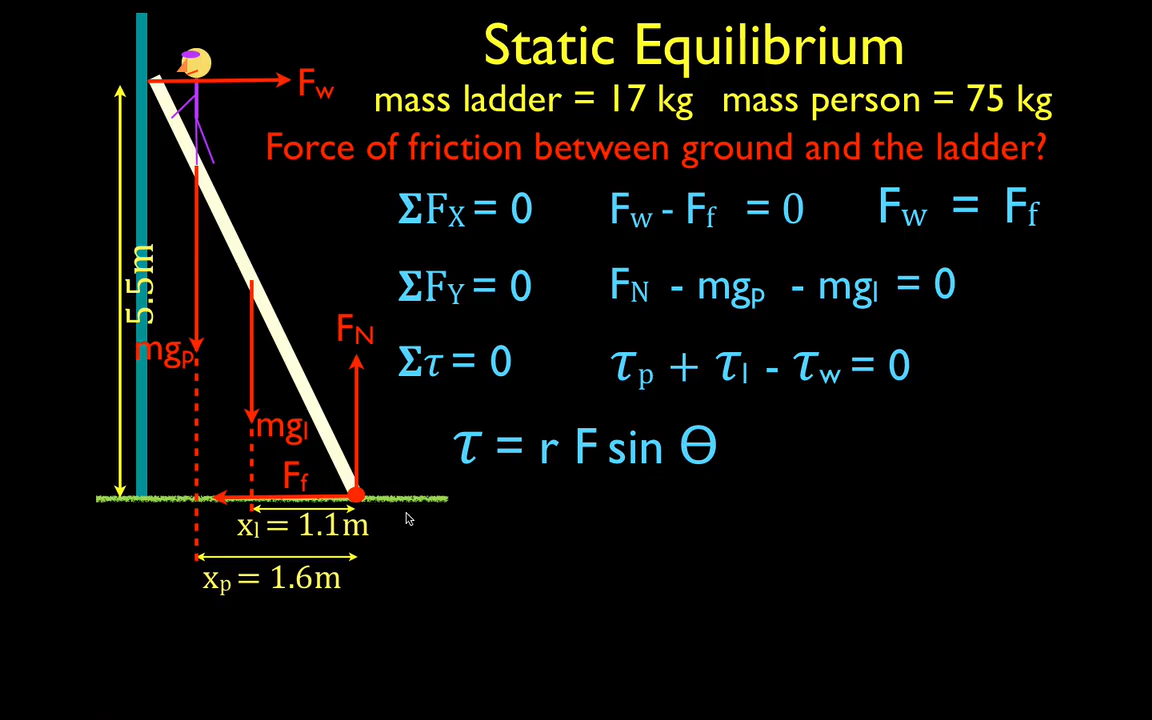 Static Equilibrium
mass ladder = 17 kg mass person = 75 kg
Force of friction between ground and the ladder?
ΣFX = 0 Fw - Ff = 0 Fw = Ff
ΣFY = 0 FN - mgp - mgl = 0
Στ = 0 τp + τl - τw = 0
τ = r F sin Θ
Fw
5.5m
mgp
FN
mgl
Ff
xl = 1.1m
xp = 1.6m